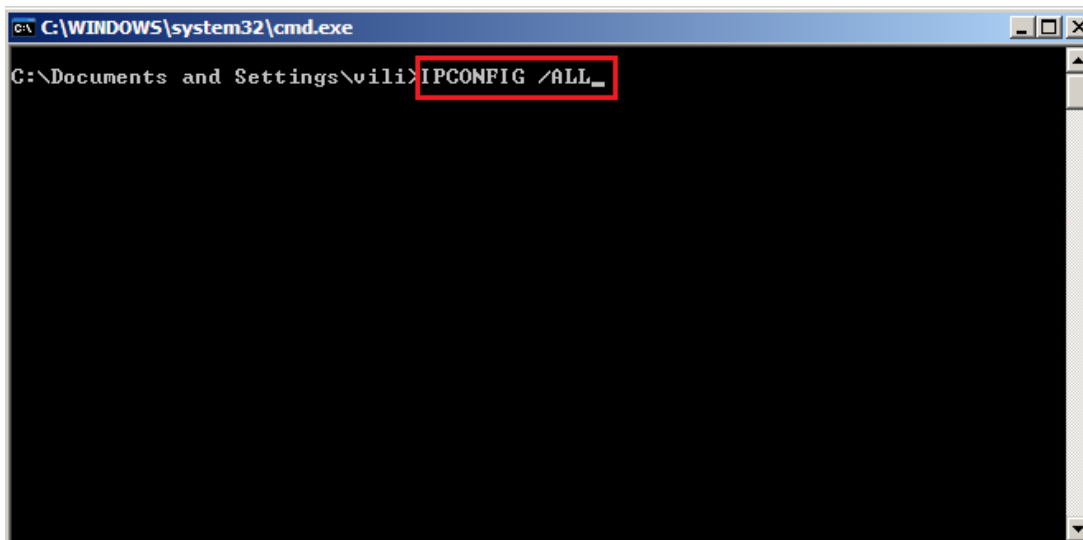 C:\WINDOWS\system32\cmd.exe
C:\Documents and Settings\vili>IPCONFIG /ALL_